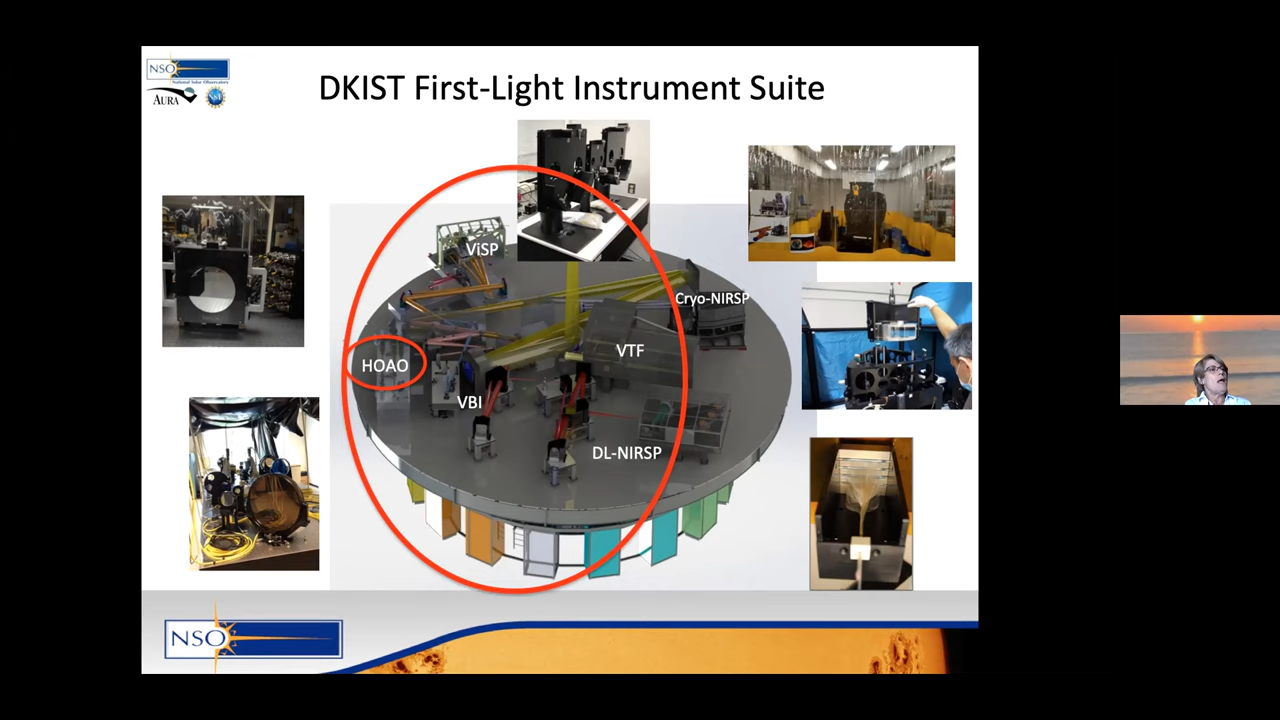 NSO
National Solar Observatory
AURA
NSF
DKIST First-Light Instrument Suite
ViSP
Cryo-NIRSP
HOAO
VTF
VBI
DL-NIRSP
NSO